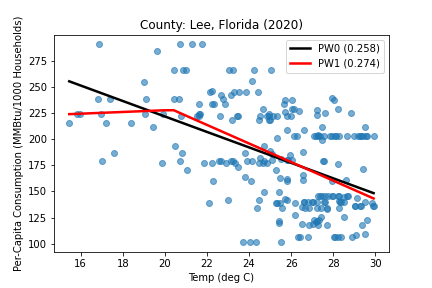 County: Lee, Florida (2020)
PW0 (0.258)
PW1 (0.274)
Per-Capita Consumption (MMBtu/1000 Households)
275
250
225
200
175
150
125
100
16 18 20 22 24 26 28 30
Temp (deg C)